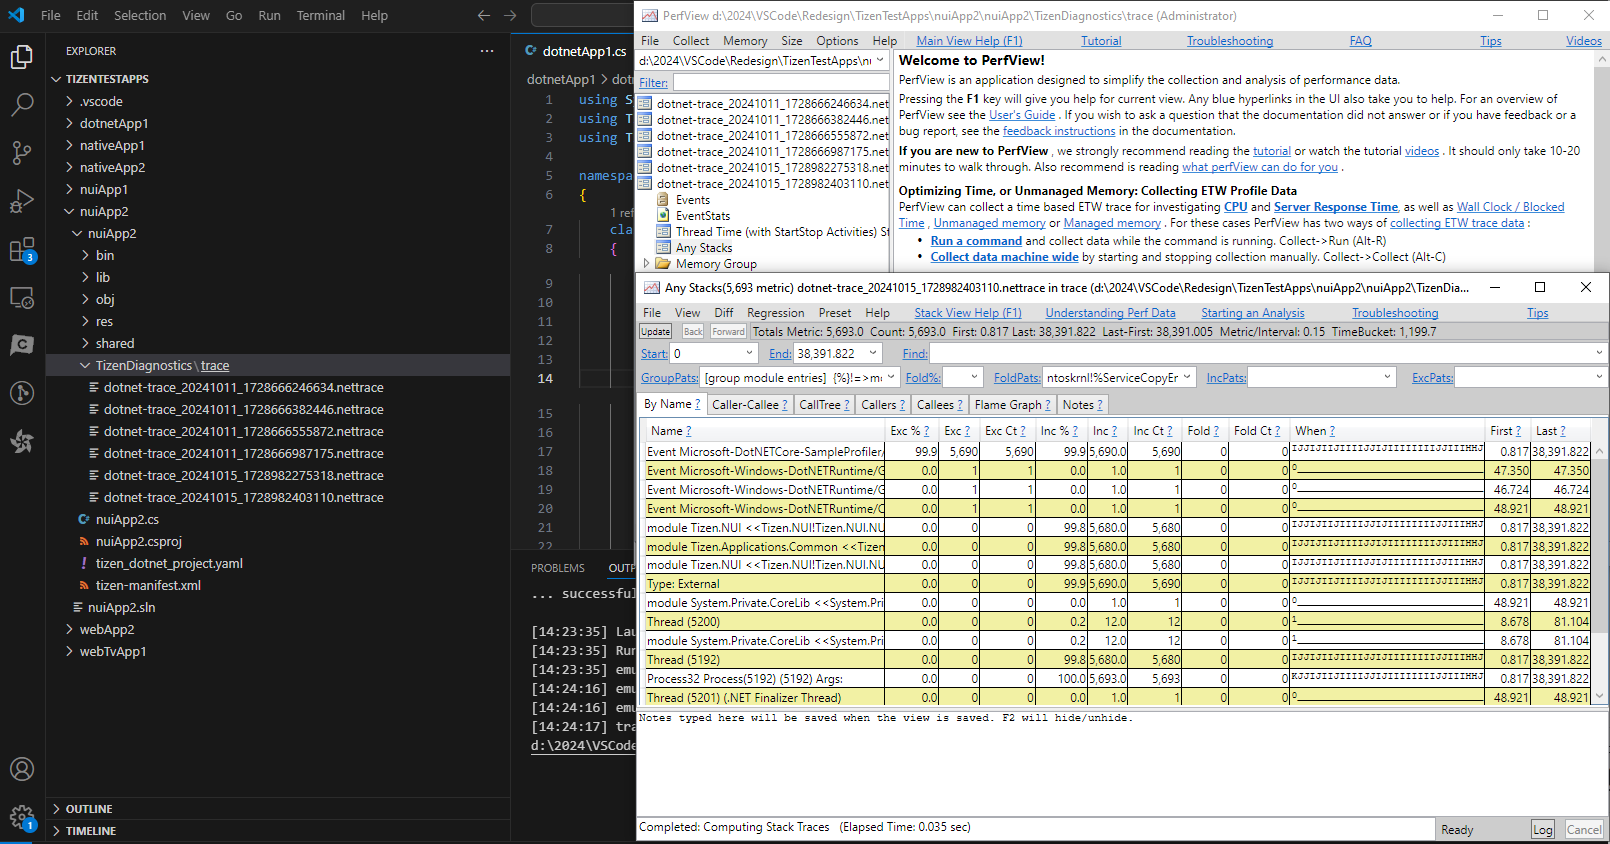 File Edit Selection View Go Run Terminal Help
EXPLORER
TIZENTESTAPPS
.vscode
dotnetApp1
nativeApp1
nativeApp2
nuiApp1
nuiApp2
nuiApp2
bin
lib
obj
res
shared
TizenDiagnostics\trace
dotnet-trace_20241011_1728666246634.nettrace
dotnet-trace_20241011_1728666382446.nettrace
dotnet-trace_20241011_1728666555872.nettrace
dotnet-trace_20241011_1728666987175.nettrace
dotnet-trace_20241015_1728982275318.nettrace
dotnet-trace_20241015_1728982403110.nettrace
nuiApp2.cs
nuiApp2.csproj
tizen_dotnet_project.yaml
tizen-manifest.xml
nuiApp2.sln
webApp2
webTvApp1
OUTLINE
TIMELINE
3
1
dotnetApp1.cs
dotnetApp1 > dotn
1 using S
2 using T
3 using T
4
5 namespa
6 {
1 ref
7 cla
8 {
9
10
11
12
13
14
15
16
17
18
19
20
21
22
PROBLEMS OUTP
... successful
[14:23:35] Lau
[14:23:35] Run
[14:23:35] emu
[14:24:16] emu
[14:24:16] emu
[14:24:17] tra
d:\2024\VSCode
PerfView d:\2024\VSCode\Redesign\TizenTestApps\nuiApp2\nuiApp2\TizenDiagnostics\trace (Administrator)
File Collect Memory Size Options Help Main View Help (F1) Tutorial Troubleshooting FAQ Tips Videos
d:\2024\VSCode\Redesign\TizenTestApps\nu
Filter:
dotnet-trace_20241011_1728666246634.net
dotnet-trace_20241011_1728666382446.net
dotnet-trace_20241011_1728666555872.net
dotnet-trace_20241011_1728666987175.net
dotnet-trace_20241015_1728982275318.net
dotnet-trace_20241015_1728982403110.net
Events
EventStats
Thread Time (with StartStop Activities) St
Any Stacks
Memory Group
Welcome to PerfView!
PerfView is an application designed to simplify the collection and analysis of performance data.
Pressing the F1 key will give you help for current view. Any blue hyperlinks in the UI also take you to help. For an overview of
PerfView see the User's Guide . If you wish to ask a question that the documentation did not answer or if you have feedback or a
bug report, see the feedback instructions in the documentation.
If you are new to PerfView , we strongly recommend reading the tutorial or watch the tutorial videos . It should only take 10-20
minutes to walk through. Also recommend is reading what perfView can do for you .
Optimizing Time, or Unmanaged Memory: Collecting ETW Profile Data
PerfView can collect a time based ETW trace for investigating CPU and Server Response Time, as well as Wall Clock / Blocked
Time , Unmanaged memory or Managed memory . For these cases PerfView has two ways of collecting ETW trace data :
• Run a command and collect data while the command is running. Collect->Run (Alt-R)
• Collect data machine wide by starting and stopping collection manually. Collect->Collect (Alt-C)
Any Stacks(5,693 metric) dotnet-trace_20241015_1728982403110.nettrace in trace (d:\2024\VSCode\Redesign\TizenTestApps\nuiApp2\nuiApp2\TizenDia...
File View Diff Regression Preset Help Stack View Help (F1) Understanding Perf Data Starting an Analysis Troubleshooting Tips
Update Back Forward Totals Metric: 5,693.0 Count: 5,693.0 First: 0.817 Last: 38,391.822 Last-First: 38,391.005 Metric/Interval: 0.15 TimeBucket: 1,199.7
Start: 0 End: 38,391.822 Find:
GroupPats: [group module entries] {%}!=>mo Fold%: FoldPats: ntoskrnl!%ServiceCopyEr IncPats: ExcPats:
By Name ? Caller-Callee ? CallTree ? Callers ? Callees ? Flame Graph ? Notes ?
Name ? Exc % ? Exc ? Exc Ct ? Inc % ? Inc ? Inc Ct ? Fold ? Fold Ct ? When ? First ? Last ?
Event Microsoft-DotNETCore-SampleProfiler/ 99.9 5,690 5,690 99.9 5,690.0 5,690 0 0 0.817 38,391.822
Event Microsoft-Windows-DotNETRuntime/G 0.0 1 1 0.0 1.0 1 0 0 0 47.350 47.350
Event Microsoft-Windows-DotNETRuntime/G 0.0 1 1 0.0 1.0 1 0 0 0 46.724 46.724
Event Microsoft-Windows-DotNETRuntime/G 0.0 1 1 0.0 1.0 1 0 0 0 48.921 48.921
module Tizen.NUI <<Tizen.NUI!Tizen.NUI.NU 0.0 0 0 99.8 5,680.0 5,680 0 0 0.817 38,391.822
module Tizen.Applications.Common <<Tizen 0.0 0 0 99.8 5,680.0 5,680 0 0 0.817 38,391.822
module Tizen.NUI <<Tizen.NUI!Tizen.NUI.NU 0.0 0 0 99.8 5,680.0 5,680 0 0 0.817 38,391.822
Type: External 0.0 0 0 99.9 5,690.0 5,690 0 0 0.817 38,391.822
module System.Private.CoreLib <<System.Pri 0.0 0 0 0.0 1.0 1 0 0 0 48.921 48.921
Thread (5200) 0.0 0 0 0.2 12.0 12 0 0 1 8.678 81.104
module System.Private.CoreLib <<System.Pri 0.0 0 0 0.2 12.0 12 0 0 1 8.678 81.104
Thread (5192) 0.0 0 0 99.8 5,680.0 5,680 0 0 0.817 38,391.822
Process32 Process(5192) (5192) Args: 0.0 0 0 100.0 5,693.0 5,693 0 0 0.817 38,391.822
Thread (5201) (.NET Finalizer Thread) 0.0 0 0 0.0 1.0 1 0 0 0 48.921 48.921
Notes typed here will be saved when the view is saved. F2 will hide/unhide.
Completed: Computing Stack Traces (Elapsed Time: 0.035 sec)
Ready Log Cancel